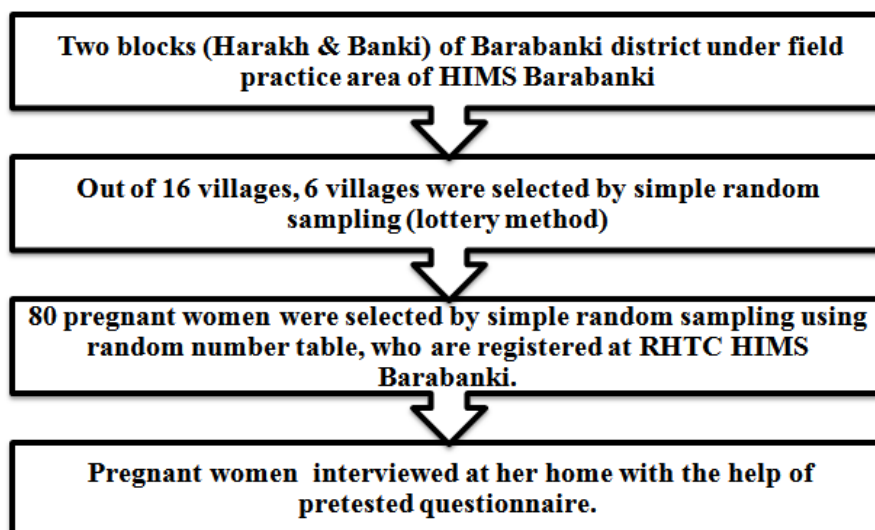 Two blocks (Harakh & Banki) of Barabanki district under field
practice area of HIMS Barabanki
Out of 16 villages, 6 villages were selected by simple random
sampling (lottery method)
80 pregnant women were selected by simple random sampling using
random number table, who are registered at RHTC HIMS
Barabanki.
Pregnant women interviewed at her home with the help of
pretested questionnaire.